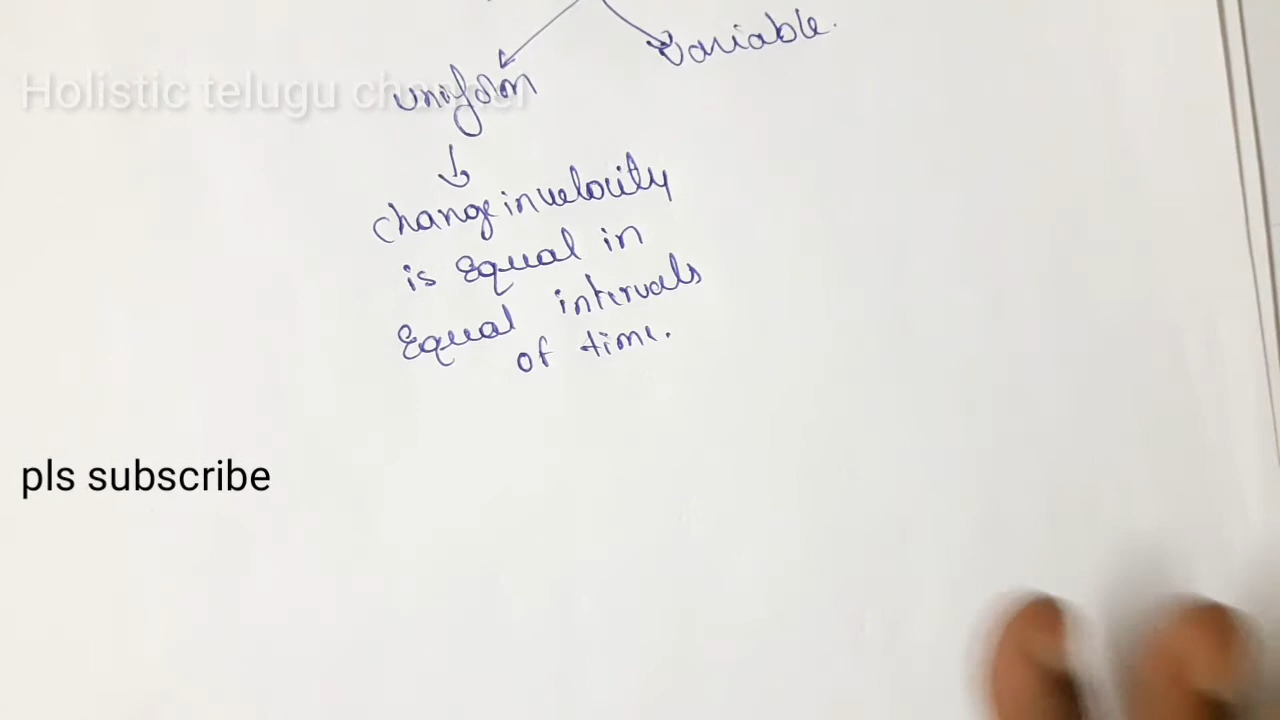 Variable.
uniform
Holistic telugu channel
change in velocity
is Equal in
Equal intervals
of time.
pls subscribe